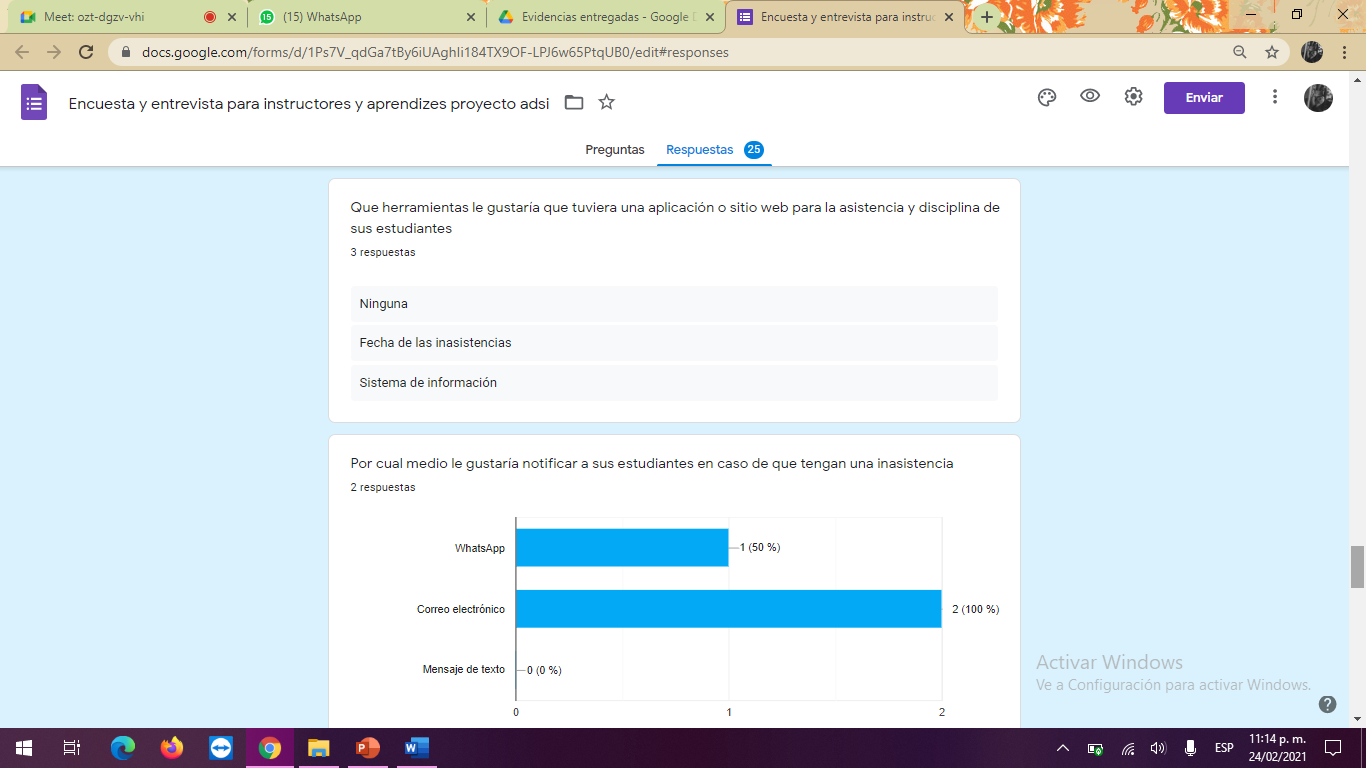 Meet: ozt-dgzv-vhi
15
(15) WhatsApp
Evidencias entregadas - Google
Encuesta y entrevista para instruc
docs.google.com/forms/d/1Ps7V_qdGa7tBy6iUAghIi184TX9OF-LPJ6w65PtqUB0/edit#responses
Encuesta y entrevista para instructores y aprendizes proyecto adsi
Enviar
Preguntas
Respuestas 25
Que herramientas le gustaría que tuviera una aplicación o sitio web para la asistencia y disciplina de
sus estudiantes
3 respuestas
Ninguna
Fecha de las inasistencias
Sistema de información
Por cual medio le gustaría notificar a sus estudiantes en caso de que tengan una inasistencia
2 respuestas
WhatsApp
1 (50 %)
Correo electrónico
2 (100 %)
Mensaje de texto
0 (0 %)
0 1 2
Activar Windows
Ve a Configuración para activar Windows.
ESP
11:14 p. m.
24/02/2021